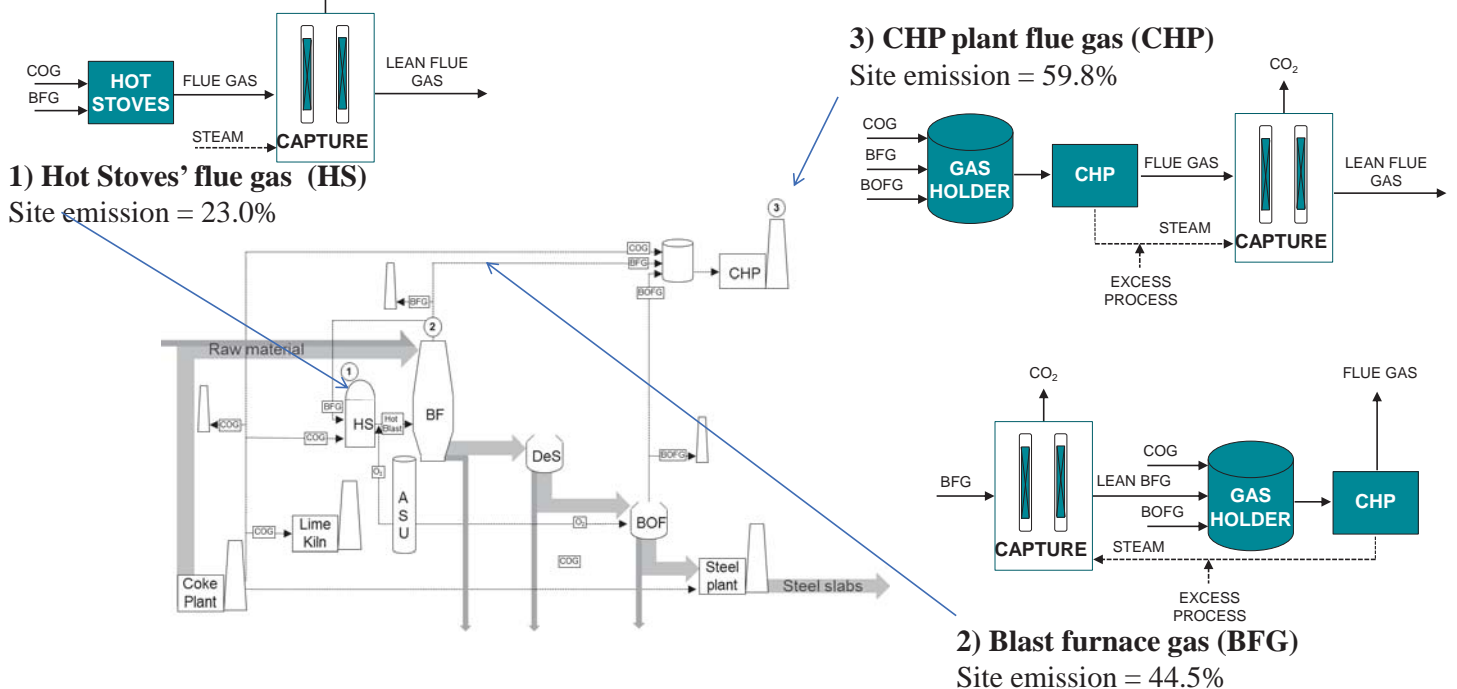 COG
BFG
HOT
STOVES
FLUE GAS
STEAM
CAPTURE
LEAN FLUE
GAS
1) Hot Stoves’ flue gas (HS)
Site emission = 23.0%
3) CHP plant flue gas (CHP)
Site emission = 59.8%
CO2
COG
BFG
BOFG
GAS
HOLDER
CHP
FLUE GAS
STEAM
CAPTURE
LEAN FLUE
GAS
EXCESS
PROCESS
3
COG
BFG
BOFG
CHP
BFG
2
Raw material
1
BFG
HS
Hot
Blast
BF
COG
COG
O2
A
S
U
DeS
BOFG
O2
BOF
COG
Lime
Kiln
COG
Coke
Plant
Steel
plant
Steel slabs
CO2
FLUE GAS
BFG
CAPTURE
LEAN BFG
COG
BOFG
GAS
HOLDER
CHP
STEAM
EXCESS
PROCESS
2) Blast furnace gas (BFG)
Site emission = 44.5%